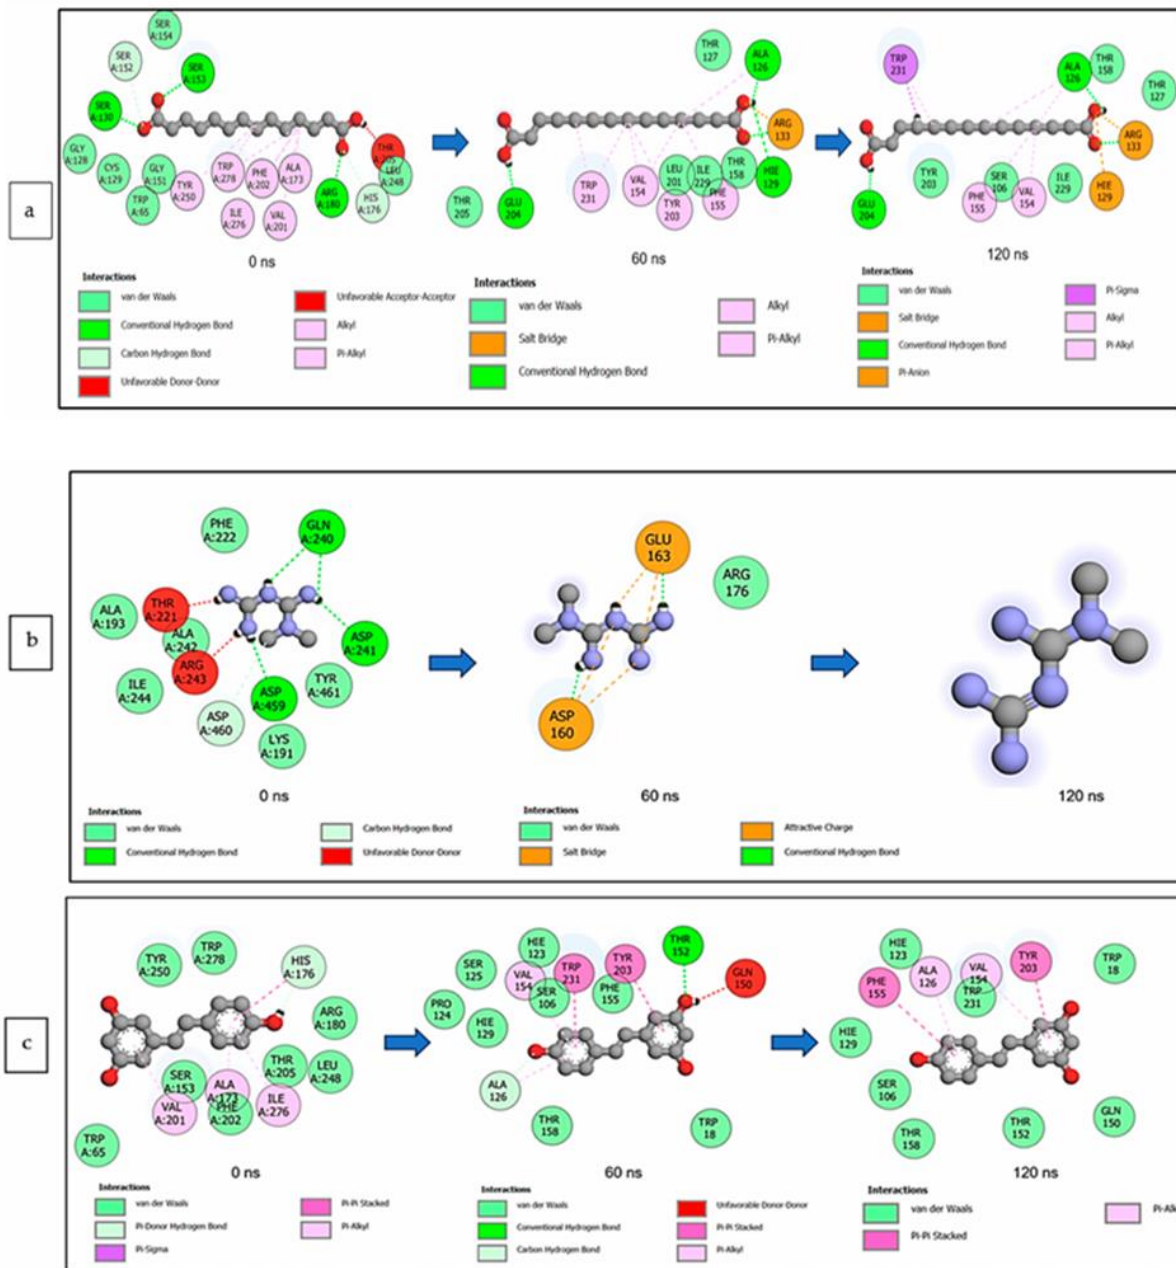 a
SER A:154
SER A:152
SER A:153
SER A:130
GLY A:128
CYS A:129
GLY A:151
TRP A:65
TYR A:250
TRP A:278
PHE A:202
ALA A:173
ILE A:276
VAL A:201
ARG A:180
HIS A:176
THR
LEU A:248
0 ns
Interactions
van der Waals
Conventional Hydrogen Bond
Carbon Hydrogen Bond
Unfavorable Donor-Donor
Unfavorable Acceptor-Acceptor
Alkyl
Pi-Alkyl
THR 127
ALA 126
ARG 133
HIE 129
THR 158
PHE 155
ILE 229
LEU 201
TYR 203
VAL 154
TRP 231
GLU 204
THR 205
60 ns
Interactions
van der Waals
Salt Bridge
Conventional Hydrogen Bond
Alkyl
Pi-Alkyl
TRP 231
ALA 126
THR 158
THR 127
ARG 133
HIE 129
ILE 229
VAL 154
SER 106
PHE 155
TYR 203
GLU 204
120 ns
Interactions
van der Waals
Salt Bridge
Conventional Hydrogen Bond
Pi-Anion
Pi-Sigma
Alkyl
Pi-Alkyl
b
PHE A:222
GLN A:240
ALA A:193
THR A:221
ALA A:242
ARG A:243
ASP A:241
ILE A:244
ASP A:460
ASP A:459
TYR A:461
LYS A:191
0 ns
Interactions
van der Waals
Conventional Hydrogen Bond
Carbon Hydrogen Bond
Unfavorable Donor-Donor
GLU 163
ARG 176
ASP 160
60 ns
Interactions
van der Waals
Salt Bridge
Attractive Charge
Conventional Hydrogen Bond
120 ns
c
TYR A:250
TRP A:278
HIS A:176
ARG A:180
THR A:205
LEU A:248
SER A:153
ALA A:173
ILE A:276
VAL A:201
PHE A:202
TRP A:65
0 ns
Interactions
van der Waals
Pi-Donor Hydrogen Bond
Pi-Sigma
Pi-Pi Stacked
Pi-Alkyl
HIE 123
SER 125
VAL 154
TRP 231
TYR 203
THR 152
GLN 150
PRO 124
SER 106
PHE 155
HIE 129
ALA 126
THR 158
TRP 18
60 ns
Interactions
van der Waals
Conventional Hydrogen Bond
Carbon Hydrogen Bond
Unfavorable Donor-Donor
Pi-Pi Stacked
Pi-Alkyl
HIE 123
PHE 155
ALA 126
VAL 154
TRP 231
TYR 203
TRP 18
HIE 129
SER 106
THR 158
THR 152
GLN 150
120 ns
Interactions
van der Waals
Pi-Pi Stacked
Pi-Alk